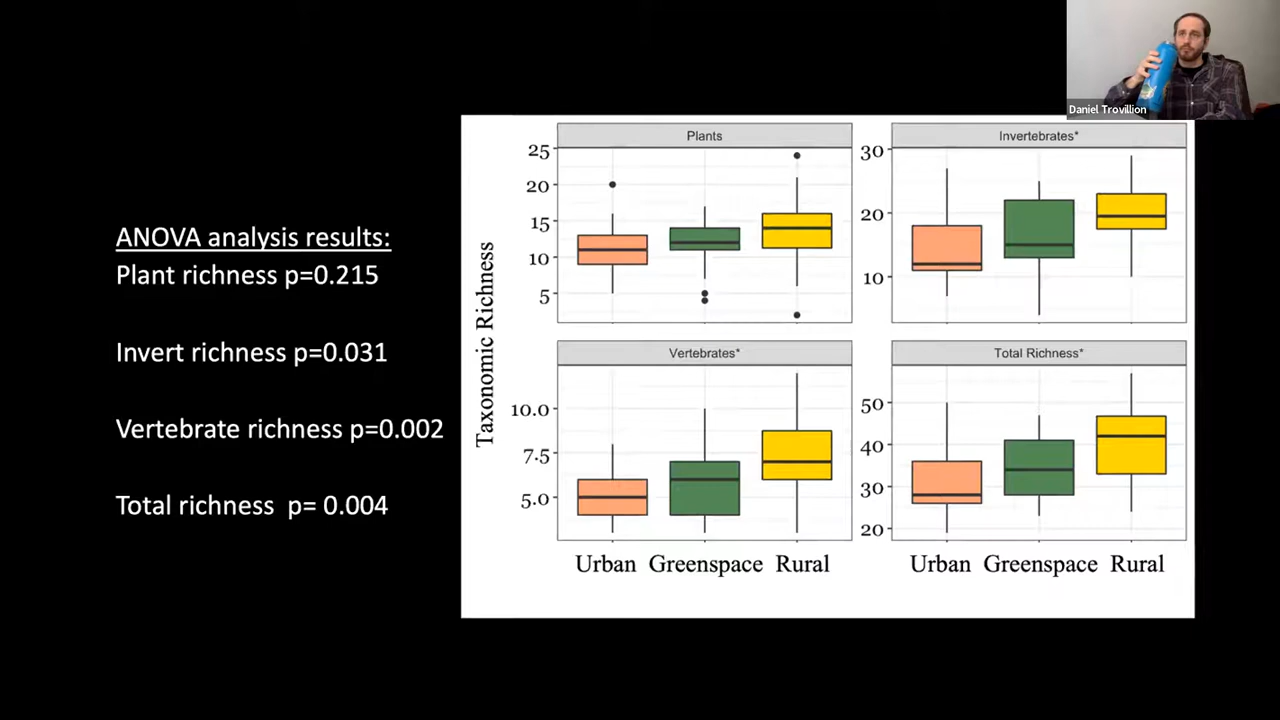 Daniel Trovillion
ANOVA analysis results:
Plant richness p=0.215
Invert richness p=0.031
Vertebrate richness p=0.002
Total richness  p= 0.004
Taxonomic Richness
Plants
25
20
15
10
5
Invertebrates*
30
20
10
Vertebrates*
10.0
7.5
5.0
Total Richness*
50
40
30
20
Urban Greenspace Rural
Urban Greenspace Rural